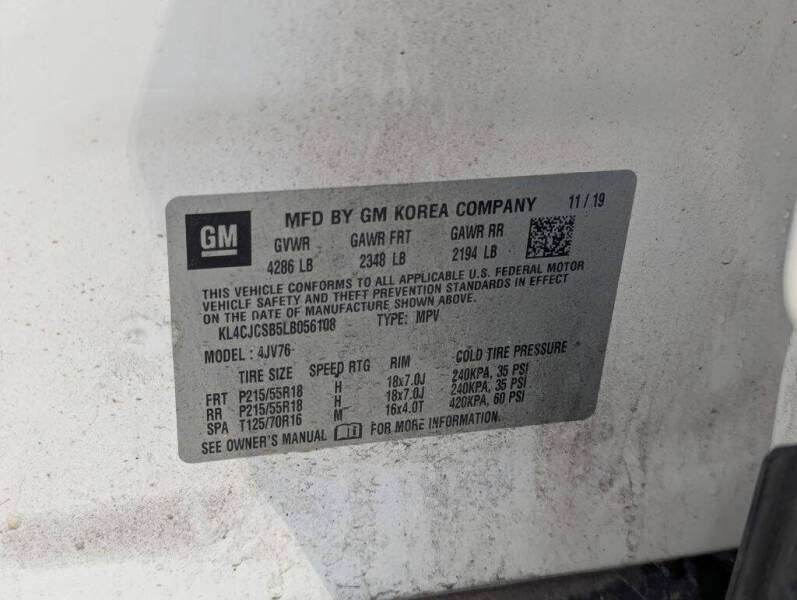 GM
MFD BY GM KOREA COMPANY 11 / 19
GVWR GAWR FRT GAWR RR
4286 LB 2348 LB 2194 LB
THIS VEHICLE CONFORMS TO ALL APPLICABLE U.S. FEDERAL MOTOR
VEHICLE SAFETY AND THEFT PREVENTION STANDARDS IN EFFECT
ON THE DATE OF MANUFACTURE SHOWN ABOVE.
KL4CJCSB5LB056108 TYPE: MPV
MODEL: 4JV76
TIRE SIZE SPEED RTG RIM COLD TIRE PRESSURE
FRT P215/55R18 H 18x7.0J 240KPA, 35 PSI
RR P215/55R18 H 18x7.0J 240KPA, 35 PSI
SPA T125/70R16 M 16x4.0T 420KPA, 60 PSI
SEE OWNER'S MANUAL FOR MORE INFORMATION.